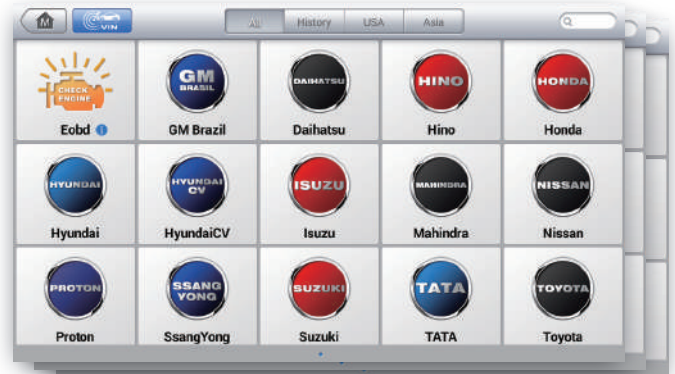 M
VIN
All
History
USA
Asia
CHECK
ENGINE
GM
BRASIL
DAIHATSU
HINO
HONDA
Eobd i
GM Brazil
Daihatsu
Hino
Honda
HYUNDAI
HYUNDAI
CV
ISUZU
MAHINDRA
NISSAN
Hyundai
HyundaiCV
Isuzu
Mahindra
Nissan
PROTON
SSANG
YONG
SUZUKI
TATA
TOYOTA
Proton
SsangYong
Suzuki
TATA
Toyota